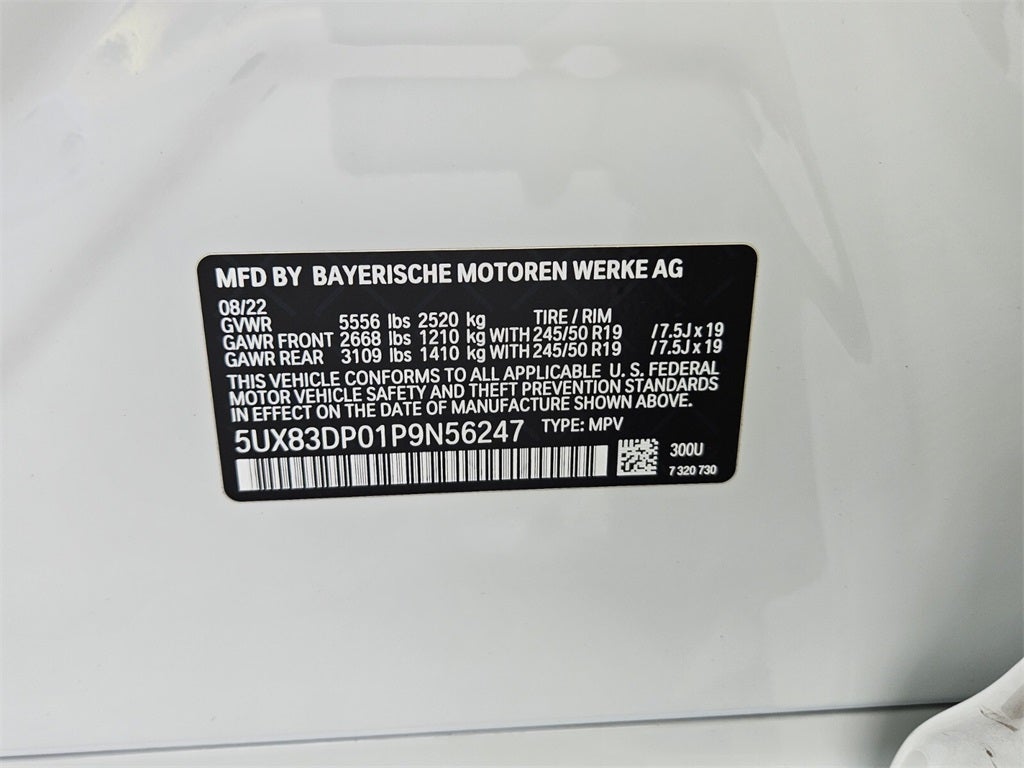 MFD BY BAYERISCHE MOTOREN WERKE AG
08/22 TIRE / RIM
GVWR 5556 lbs 2520 kg
GAWR FRONT 2668 lbs 1210 kg WITH 245/50 R19 / 7.5J x 19
GAWR REAR 3109 lbs 1410 kg WITH 245/50 R19 / 7.5J x 19
THIS VEHICLE CONFORMS TO ALL APPLICABLE U. S. FEDERAL
MOTOR VEHICLE SAFETY AND THEFT PREVENTION STANDARDS
IN EFFECT ON THE DATE OF MANUFACTURE SHOWN ABOVE.
5UX83DP01P9N56247 TYPE: MPV
300U
7 320 730